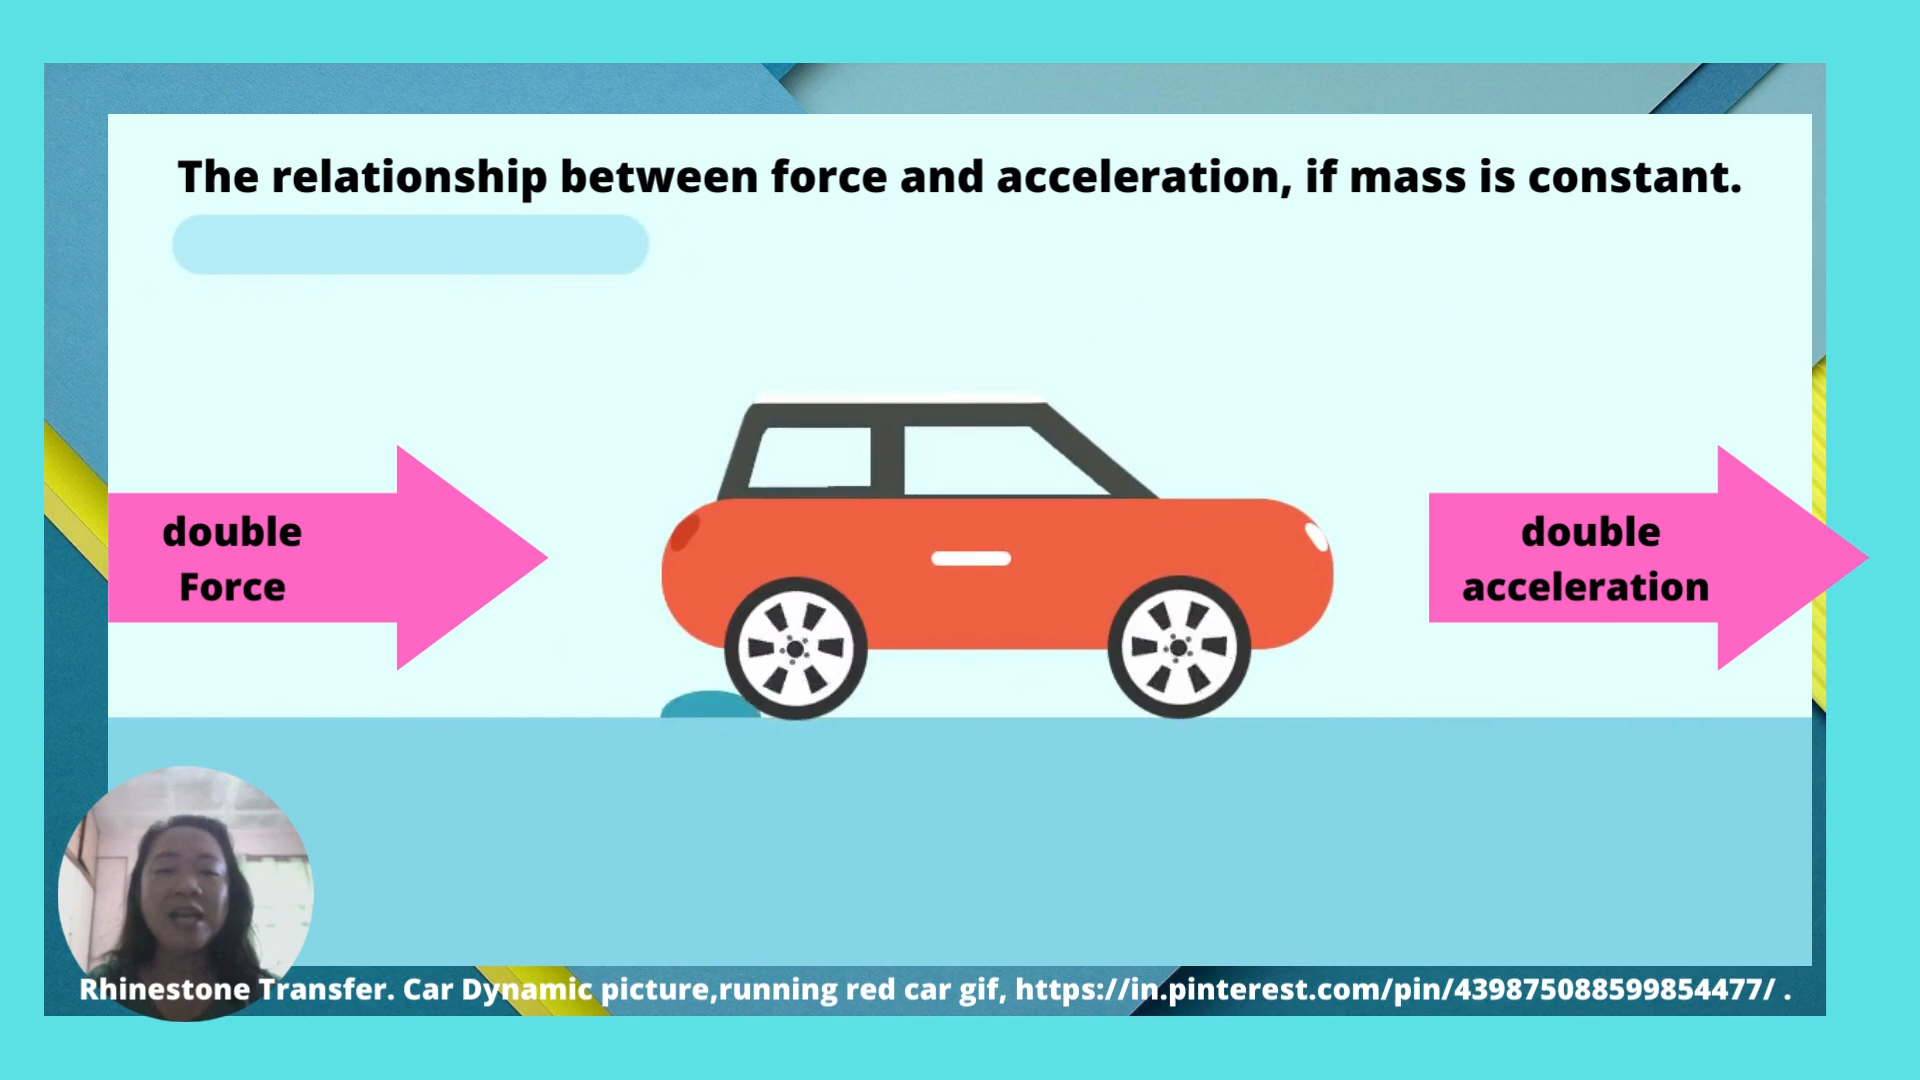 The relationship between force and acceleration, if mass is constant.
double
Force
double
acceleration
Rhinestone Transfer. Car Dynamic picture,running red car gif, https://in.pinterest.com/pin/439875088599854477/ .